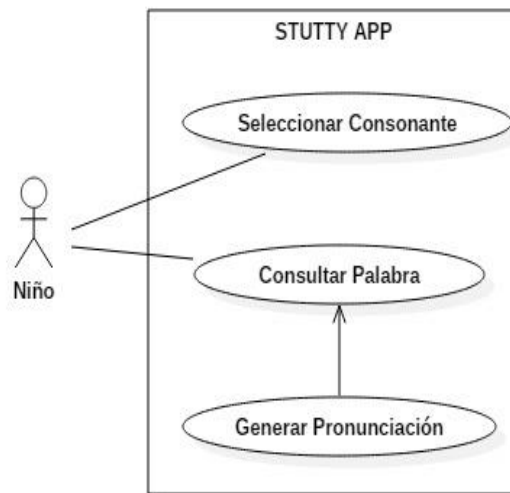 STUTTY APP
Seleccionar Consonante
Niño
Consultar Palabra
Generar Pronunciación